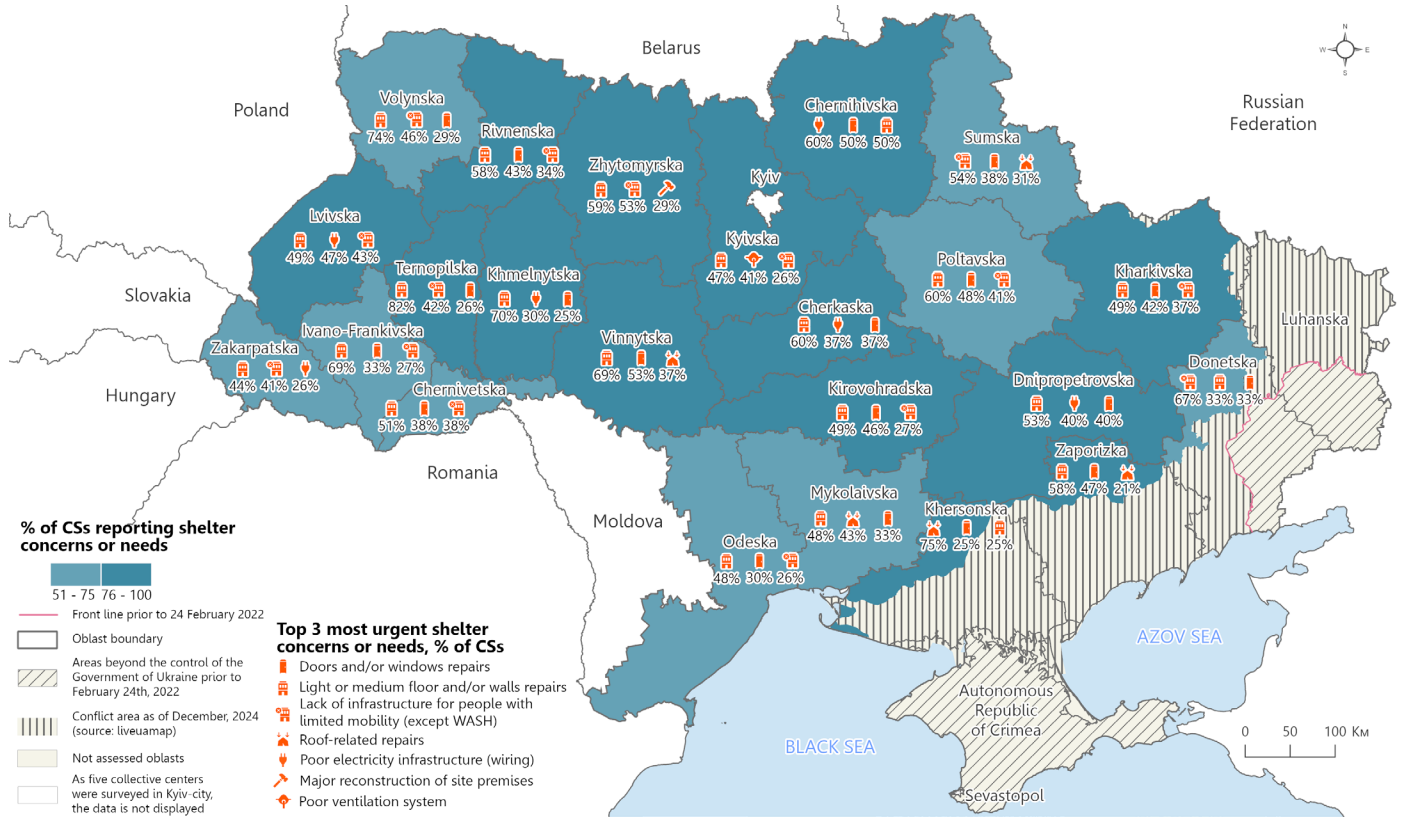 N
W E
S
Belarus
Poland
Russian
Federation
Volynska
74% 46% 29%
Rivnenska
58% 43% 34%
Zhytomyrska
59% 53% 29%
Chernihivska
60% 50% 50%
Sumska
54% 38% 31%
Kyiv
Lvivska
49% 47% 43%
Kyivska
47% 41% 26%
Ternopilska
82% 42% 26%
Khmelnytska
70% 30% 25%
Poltavska
60% 48% 41%
Kharkivska
49% 42% 37%
Slovakia
Luhanska
Cherkaska
60% 37% 37%
Ivano-Frankivska
69% 33% 27%
Vinnytska
69% 53% 37%
Zakarpatska
44% 41% 26%
Donetska
67% 33% 33%
Hungary
Chernivetska
51% 38% 38%
Kirovohradska
49% 46% 27%
Dnipropetrovska
53% 40% 40%
Zaporizka
58% 47% 21%
Romania
Mykolaivska
48% 43% 33%
Khersonska
75% 25% 25%
Moldova
Odeska
48% 30% 26%
AZOV SEA
Autonomous
Republic
of Crimea
BLACK SEA
Sevastopol
0 50 100 Км
% of CSs reporting shelter
concerns or needs
51 - 75 76 - 100
Front line prior to 24 February 2022
Oblast boundary
Areas beyond the control of the
Government of Ukraine prior to
February 24th, 2022
Conflict area as of December, 2024
(source: liveuamap)
Not assessed oblasts
As five collective centers
were surveyed in Kyiv-city,
the data is not displayed
Top 3 most urgent shelter
concerns or needs, % of CSs
Doors and/or windows repairs
Light or medium floor and/or walls repairs
Lack of infrastructure for people with
limited mobility (except WASH)
Roof-related repairs
Poor electricity infrastructure (wiring)
Major reconstruction of site premises
Poor ventilation system